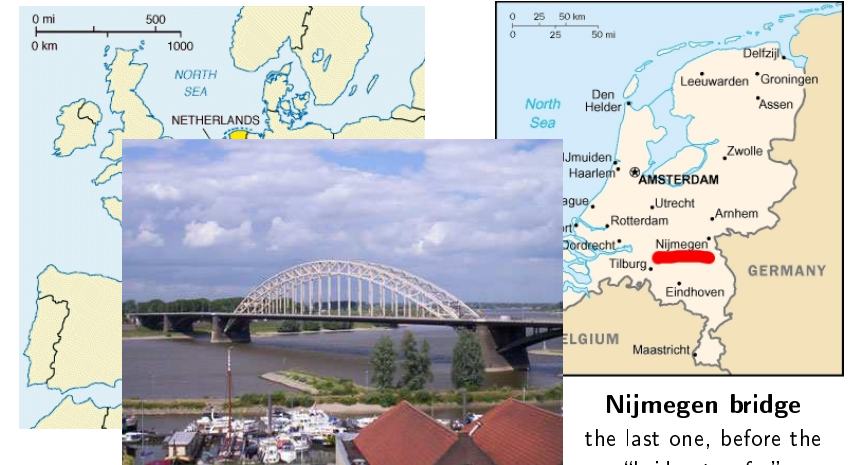 0 mi 500
0 km 1000
NORTH
SEA
NETHERLANDS
0 25 50 km
0 25 50 mi
Delfzijl
Leeuwarden
Groningen
Den
Helder
Assen
North
Sea
Zwolle
IJmuiden
Haarlem
AMSTERDAM
Utrecht
ague
Arnhem
Rotterdam
ort
Dordrecht
Nijmegen
Tilburg
GERMANY
Eindhoven
ELGIUM
Maastricht
Nijmegen bridge
the last one, before the